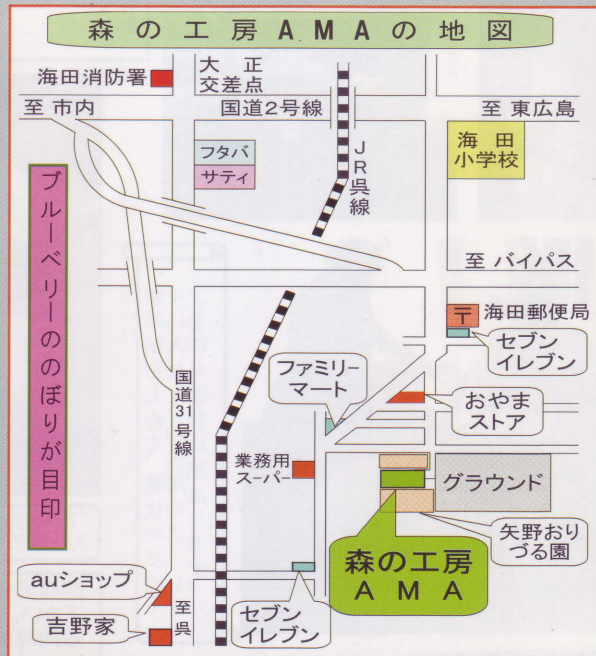 森の工房AMAの地図
海田消防署
大正
交差点
至 市内
国道2号線
至 東広島
フタバ
サティ
JR呉線
海田
小学校
ブルーベリーののぼりが目印
至 バイパス
〒
海田郵便局
セブン
イレブン
ファミリー
マート
国道31号線
おやま
ストア
業務用
スーパー
グラウンド
矢野おり
づる園
森の工房
AMA
auショップ
至呉
セブン
イレブン
吉野家